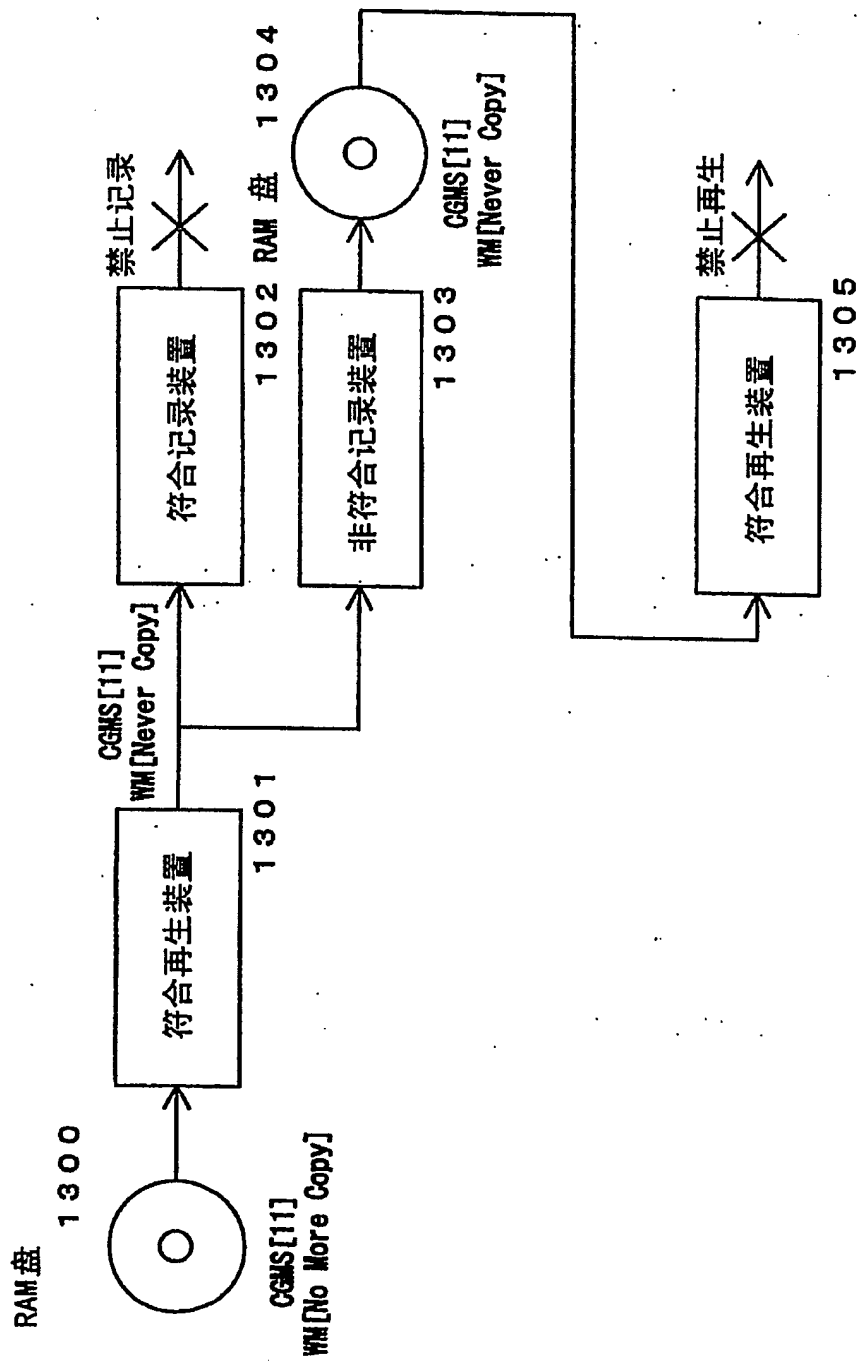 RAM盘
1300
CGMS[11]
WM[No More Copy]
符合再生装置
1301
CGMS[11]
WM[Never Copy]
符合记录装置
1302
禁止记录
非符合记录装置
1303
RAM 盘
1304
CGMS[11]
WM[Never Copy]
符合再生装置
1305
禁止再生